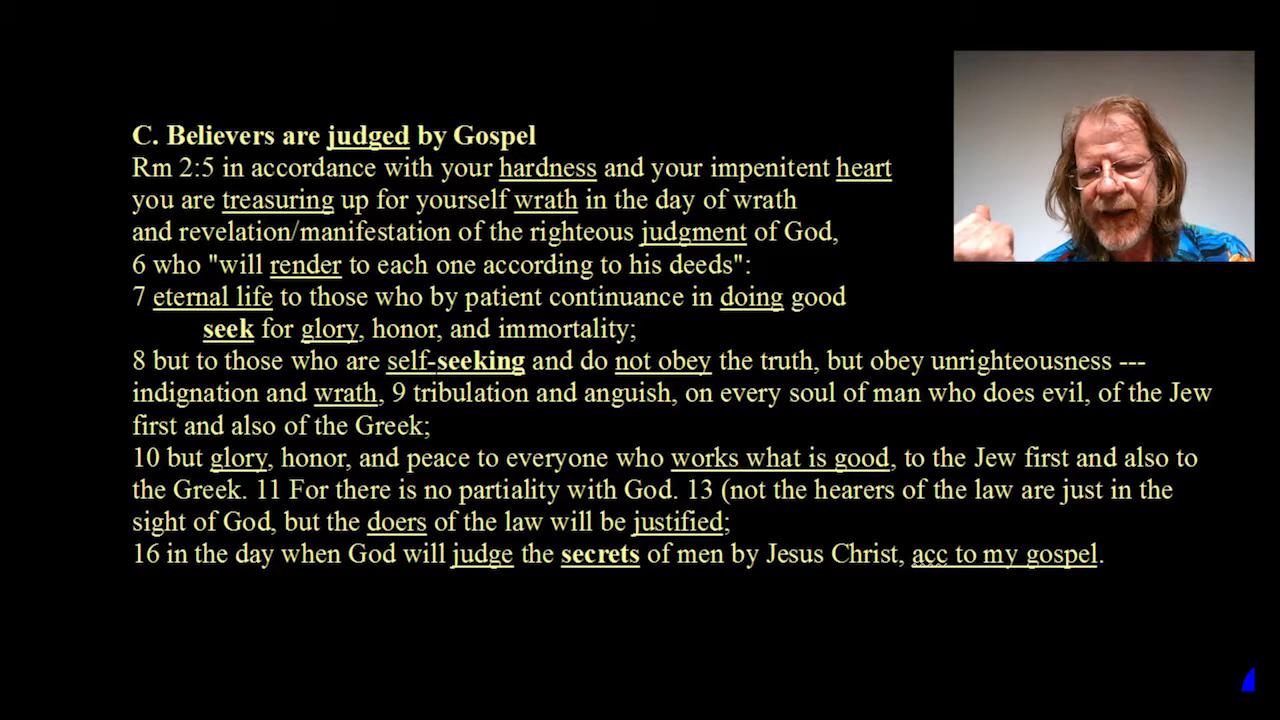 C. Believers are judged by Gospel
Rm 2:5 in accordance with your hardness and your impenitent heart
you are treasuring up for yourself wrath in the day of wrath
and revelation/manifestation of the righteous judgment of God,
6 who "will render to each one according to his deeds":
7 eternal life to those who by patient continuance in doing good
seek for glory, honor, and immortality;
8 but to those who are self-seeking and do not obey the truth, but obey unrighteousness ---
indignation and wrath, 9 tribulation and anguish, on every soul of man who does evil, of the Jew
first and also of the Greek;
10 but glory, honor, and peace to everyone who works what is good, to the Jew first and also to
the Greek. 11 For there is no partiality with God. 13 (not the hearers of the law are just in the
sight of God, but the doers of the law will be justified;
16 in the day when God will judge the secrets of men by Jesus Christ, acc to my gospel.